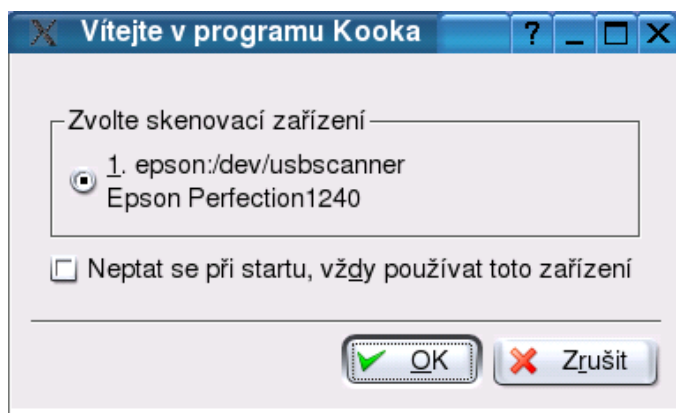 Vítejte v programu Kooka
Zvolte skenovací zařízení
1. epson:/dev/usbscanner
Epson Perfection1240
Neptat se při startu, vždy používat toto zařízení
OK
Zrušit